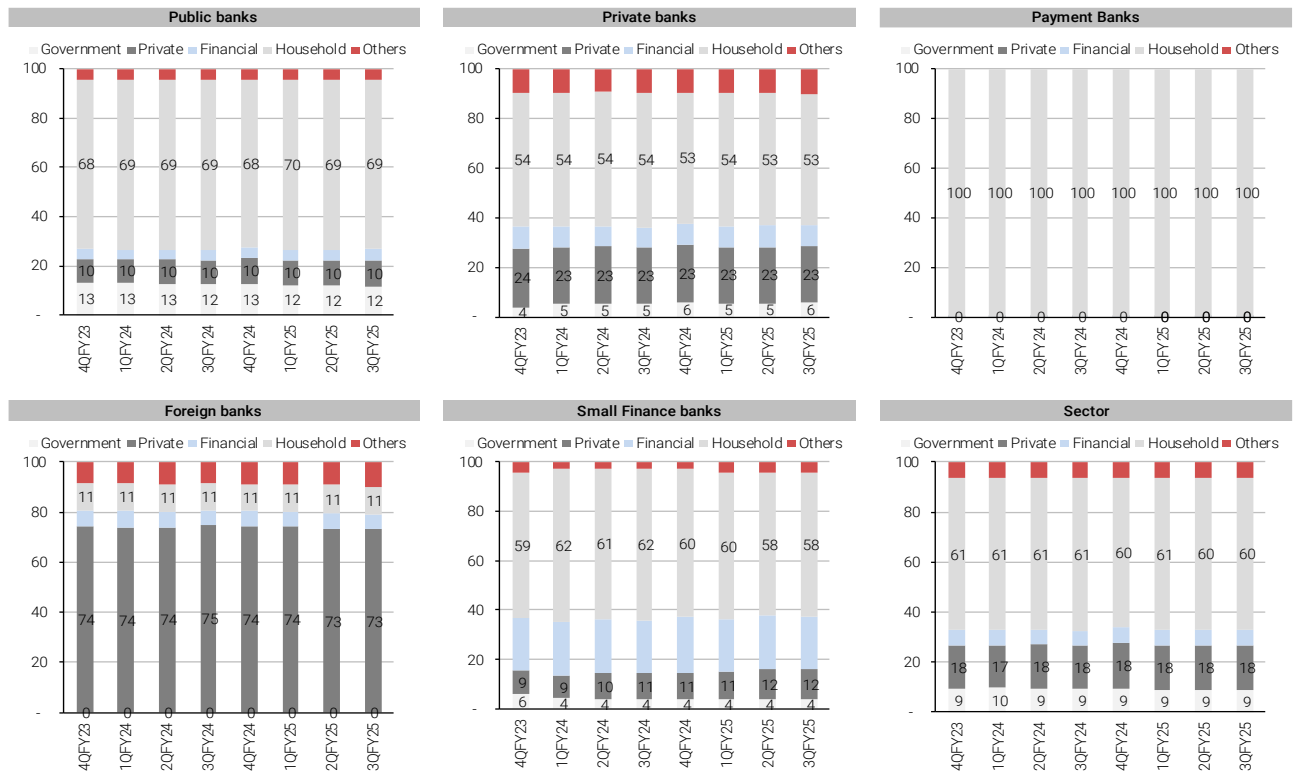 Public banks
Government Private Financial Household Others
100
80
60
40
20
-
68 69 69 69 68 70 69 69
10 10 10 10 10 10 10 10
13 13 13 12 13 12 12 12
4QFY23 1QFY24 2QFY24 3QFY24 4QFY24 1QFY25 2QFY25 3QFY25
Private banks
Government Private Financial Household Others
100
80
60
40
20
-
54 54 54 54 53 54 53 53
24 23 23 23 23 23 23 23
4 5 5 5 6 5 5 6
4QFY23 1QFY24 2QFY24 3QFY24 4QFY24 1QFY25 2QFY25 3QFY25
Payment Banks
Government Private Financial Household Others
100
80
60
40
20
-
100 100 100 100 100 100 100 100
0 0 0 0 0 0 0 0
4QFY23 1QFY24 2QFY24 3QFY24 4QFY24 1QFY25 2QFY25 3QFY25
Foreign banks
Government Private Financial Household Others
100
80
60
40
20
-
11 11 11 11 11 11 11 11
74 74 74 75 74 74 73 73
0 0 0 0 0 0 0 0
4QFY23 1QFY24 2QFY24 3QFY24 4QFY24 1QFY25 2QFY25 3QFY25
Small Finance banks
Government Private Financial Household Others
100
80
60
40
20
-
59 62 61 62 60 60 58 58
9 9 10 11 11 11 12 12
6 4 4 4 4 4 4 4
4QFY23 1QFY24 2QFY24 3QFY24 4QFY24 1QFY25 2QFY25 3QFY25
Sector
Government Private Financial Household Others
100
80
60
40
20
-
61 61 61 61 60 61 60 60
18 17 18 18 18 18 18 18
9 10 9 9 9 9 9 9
4QFY23 1QFY24 2QFY24 3QFY24 4QFY24 1QFY25 2QFY25 3QFY25